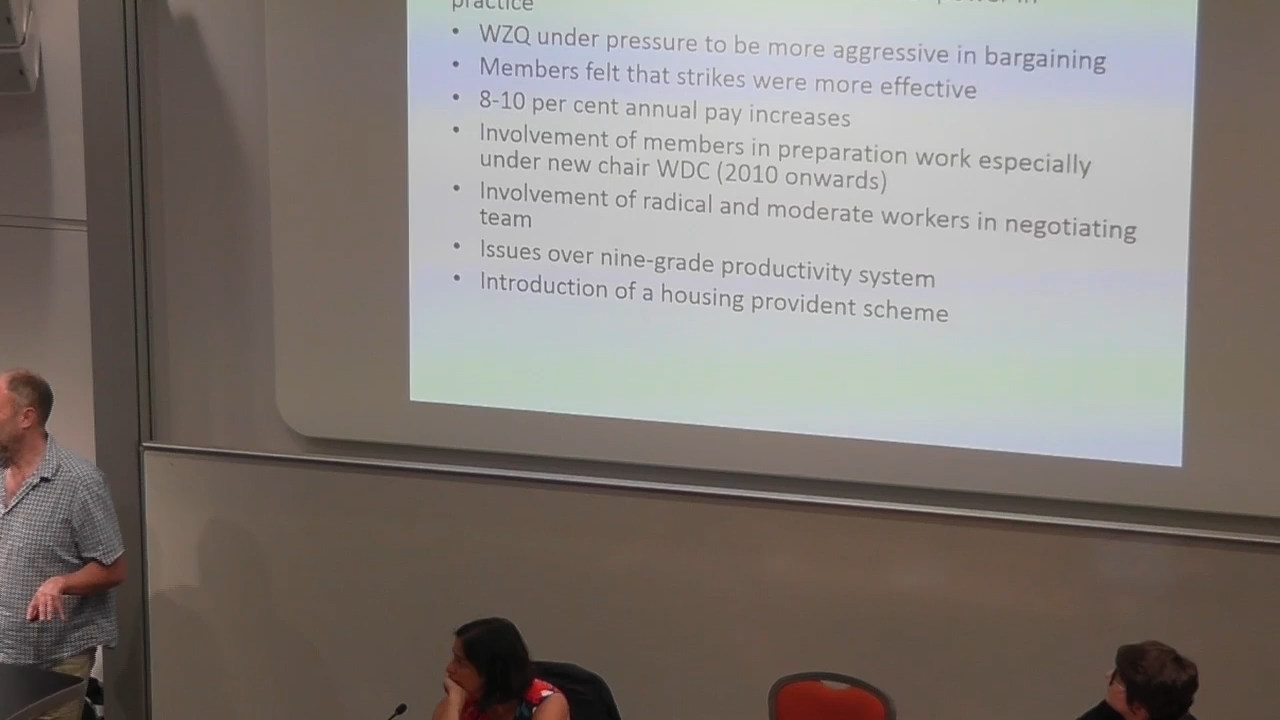 practice
• WZQ under pressure to be more aggressive in bargaining
• Members felt that strikes were more effective
• 8-10 per cent annual pay increases
• Involvement of members in preparation work especially
under new chair WDC (2010 onwards)
• Involvement of radical and moderate workers in negotiating
team
• Issues over nine-grade productivity system
• Introduction of a housing provident scheme